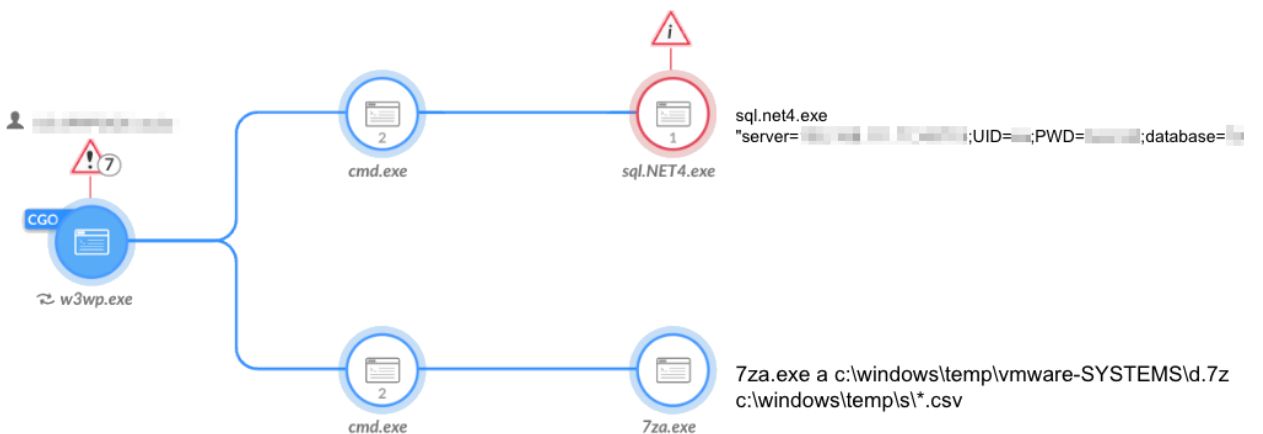 i
sql.net4.exe
"server= ;UID= ;PWD= ;database=
2
1
cmd.exe
sql.NET4.exe
! 7
CGO
w3wp.exe
7za.exe a c:\windows\temp\vmware-SYSTEMS\d.7z
c:\windows\temp\s\*.csv
2
cmd.exe
7za.exe